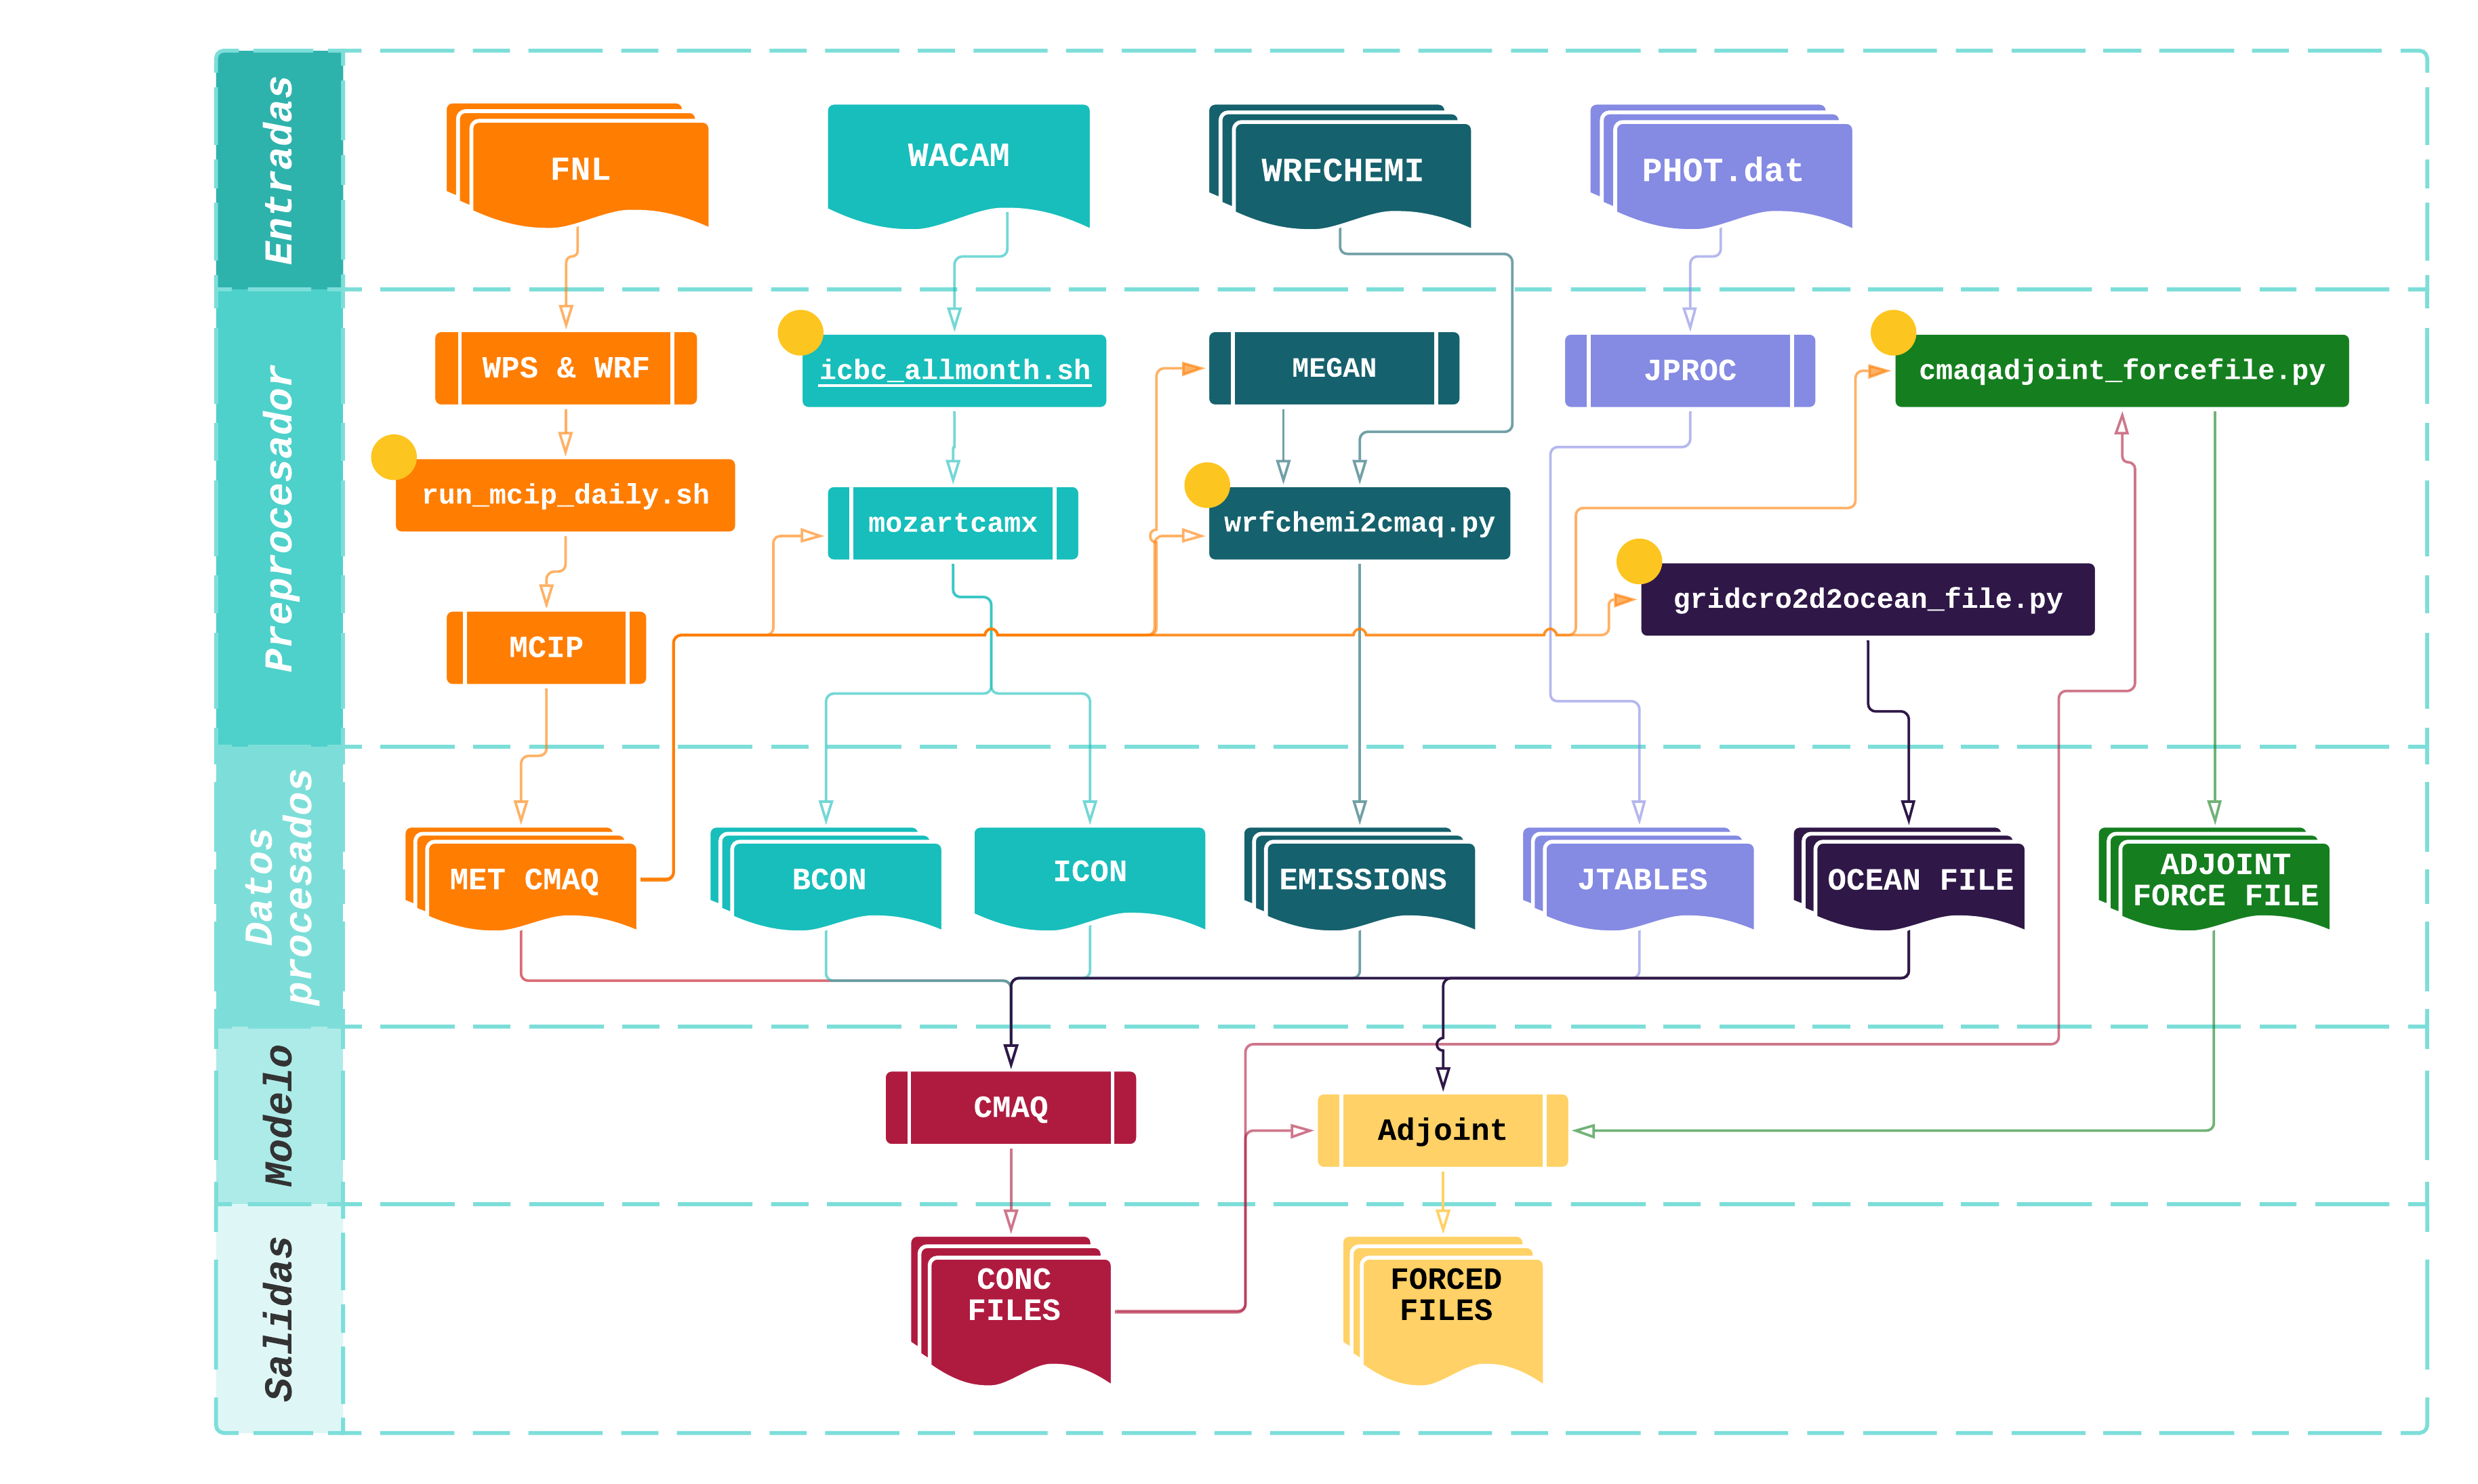 Entradas
FNL
WACAM
WRFCHEMI
PHOT.dat
Preprocesador
WPS & WRF
icbc_allmonth.sh
MEGAN
JPROC
cmaqadjoint_forcefile.py
run_mcip_daily.sh
mozartcamx
wrfchemi2cmaq.py
gridcro2d2ocean_file.py
MCIP
Datos
procesados
MET CMAQ
BCON
ICON
EMISSIONS
JTABLES
OCEAN FILE
ADJOINT
FORCE FILE
Modelo
CMAQ
Adjoint
Salidas
CONC
FILES
FORCED
FILES